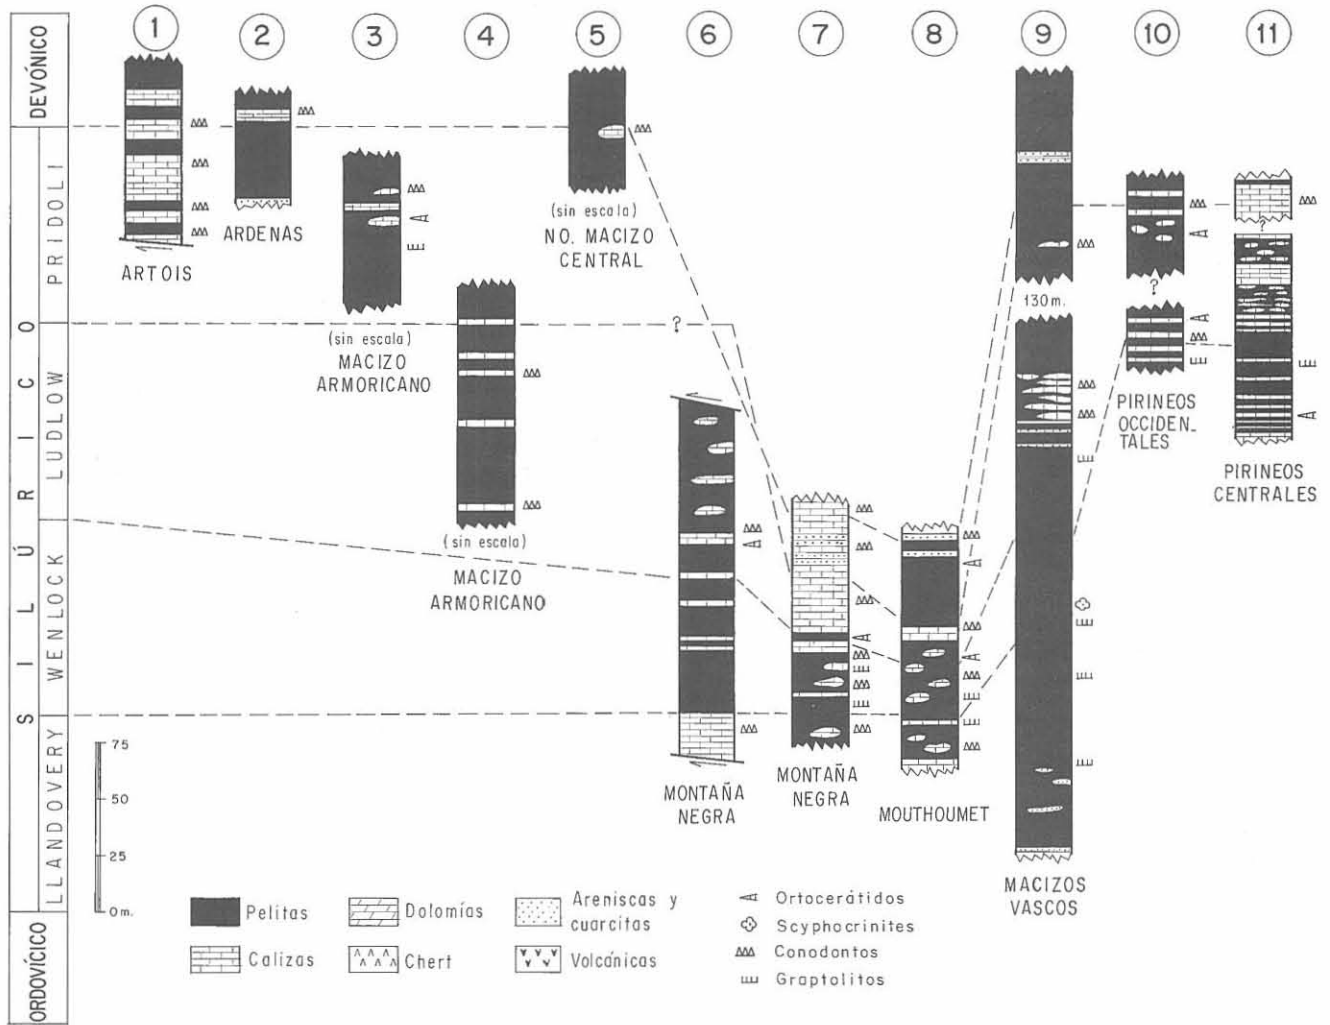 1 2 3 4 5 6 7 8 9 10 11
DEVÓNICO
SILÚRICO
ORDOVÍCICO
PRIDOLI
LUDLOW
WENLOCK
LLANDOVERY
ARTOIS
ARDENAS
(sin escala)
MACIZO
ARMORICANO
(sin escala)
MACIZO
ARMORICANO
(sin escala)
NO. MACIZO
CENTRAL
?
MONTAÑA
NEGRA
MONTAÑA
NEGRA
MOUTHOUMET
130 m.
MACIZOS
VASCOS
?
PIRINEOS
OCCIDEN-
TALES
?
PIRINEOS
CENTRALES
75
50
25
0 m.
Pelitas
Calizas
Dolomías
Chert
Areniscas y
cuarcitas
Volcánicas
Ortocerátidos
Scyphocrinites
Conodontos
Graptolitos